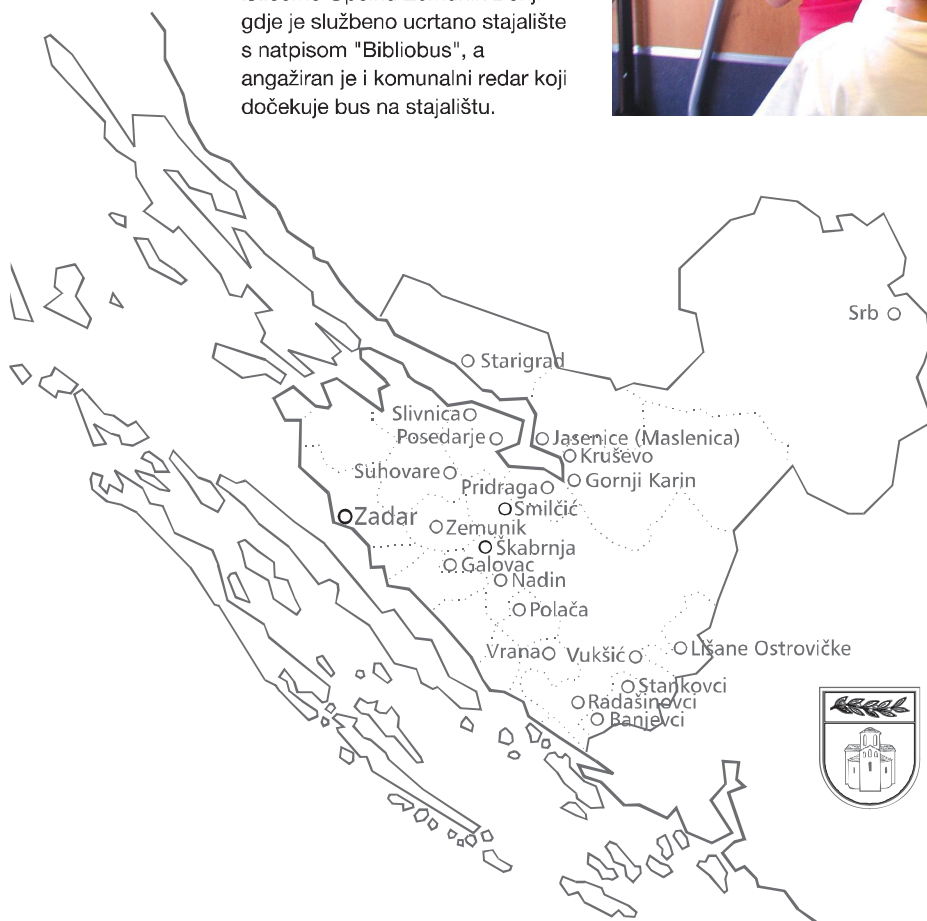 gdje je službeno ucrtano stajalište
s natpisom "Bibliobus", a
angažiran je i komunalni redar koji
dočekuje bus na stajalištu.
Srb
Starigrad
Slivnica
Posedarje
Jasenice (Maslenica)
Kruševo
Suhovare
Pridraga
Gornji Karin
Smilčić
Zadar
Zemunik
Škabrnja
Galovac
Nadin
Polača
Vrana
Vukšić
Lišane Ostrovičke
Stankovci
Radašinovci
Banjevci